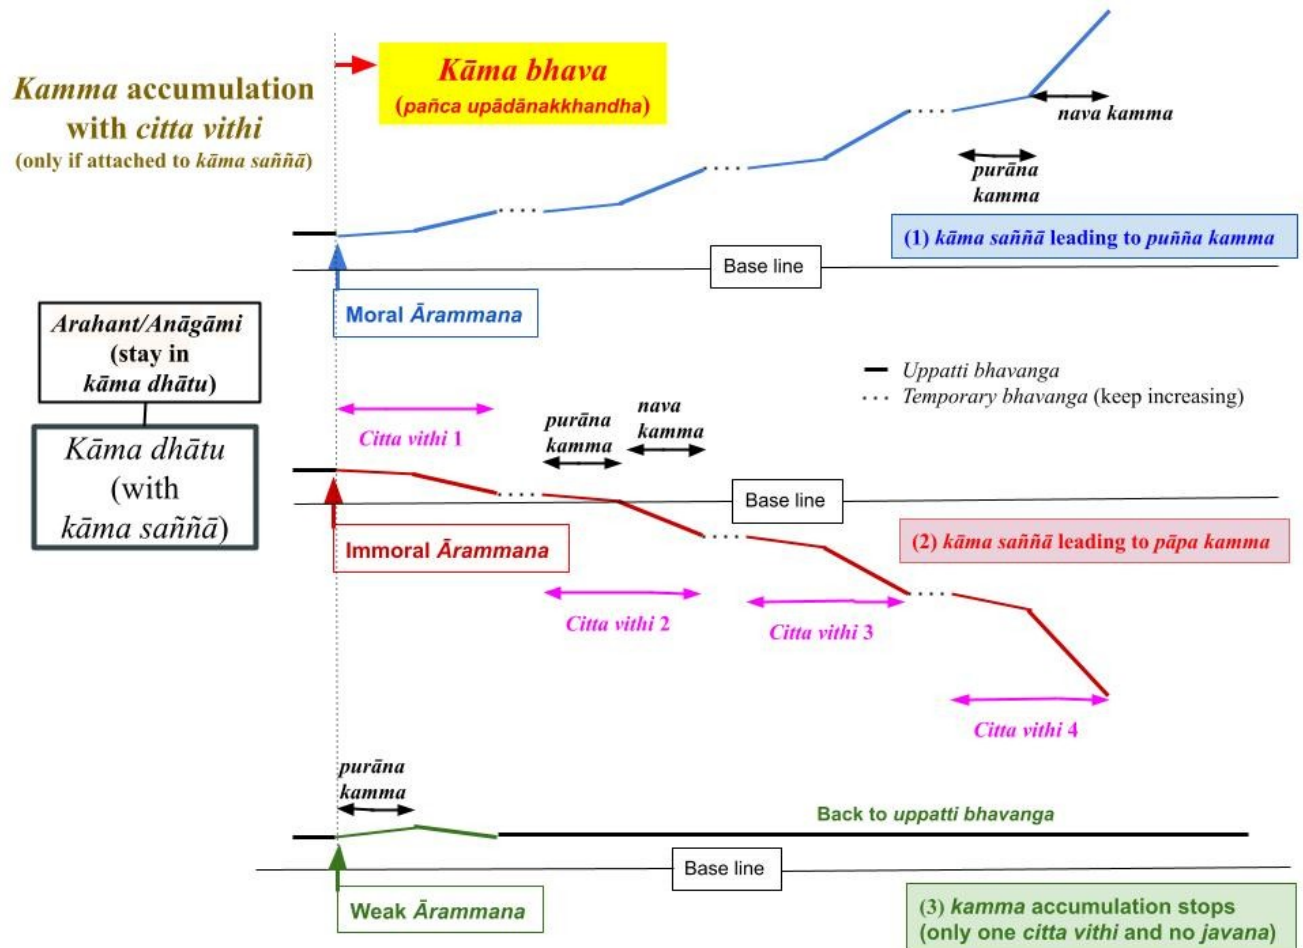 Kamma accumulation
with citta vithi
(only if attached to kāma saññā)
Kāma bhava
(pañca upādānakkhandha)
nava kamma
purāna
kamma
(1) kāma saññā leading to puñña kamma
Base line
Moral Ārammana
Arahant/Anāgāmi
(stay in
kāma dhātu)
Kāma dhātu
(with
kāma saññā)
Uppatti bhavanga
Temporary bhavanga (keep increasing)
Citta vithi 1
purāna
kamma
nava
kamma
Base line
Immoral Ārammana
(2) kāma saññā leading to pāpa kamma
Citta vithi 2
Citta vithi 3
Citta vithi 4
purāna
kamma
Back to uppatti bhavanga
Base line
Weak Ārammana
(3) kamma accumulation stops
(only one citta vithi and no javana)